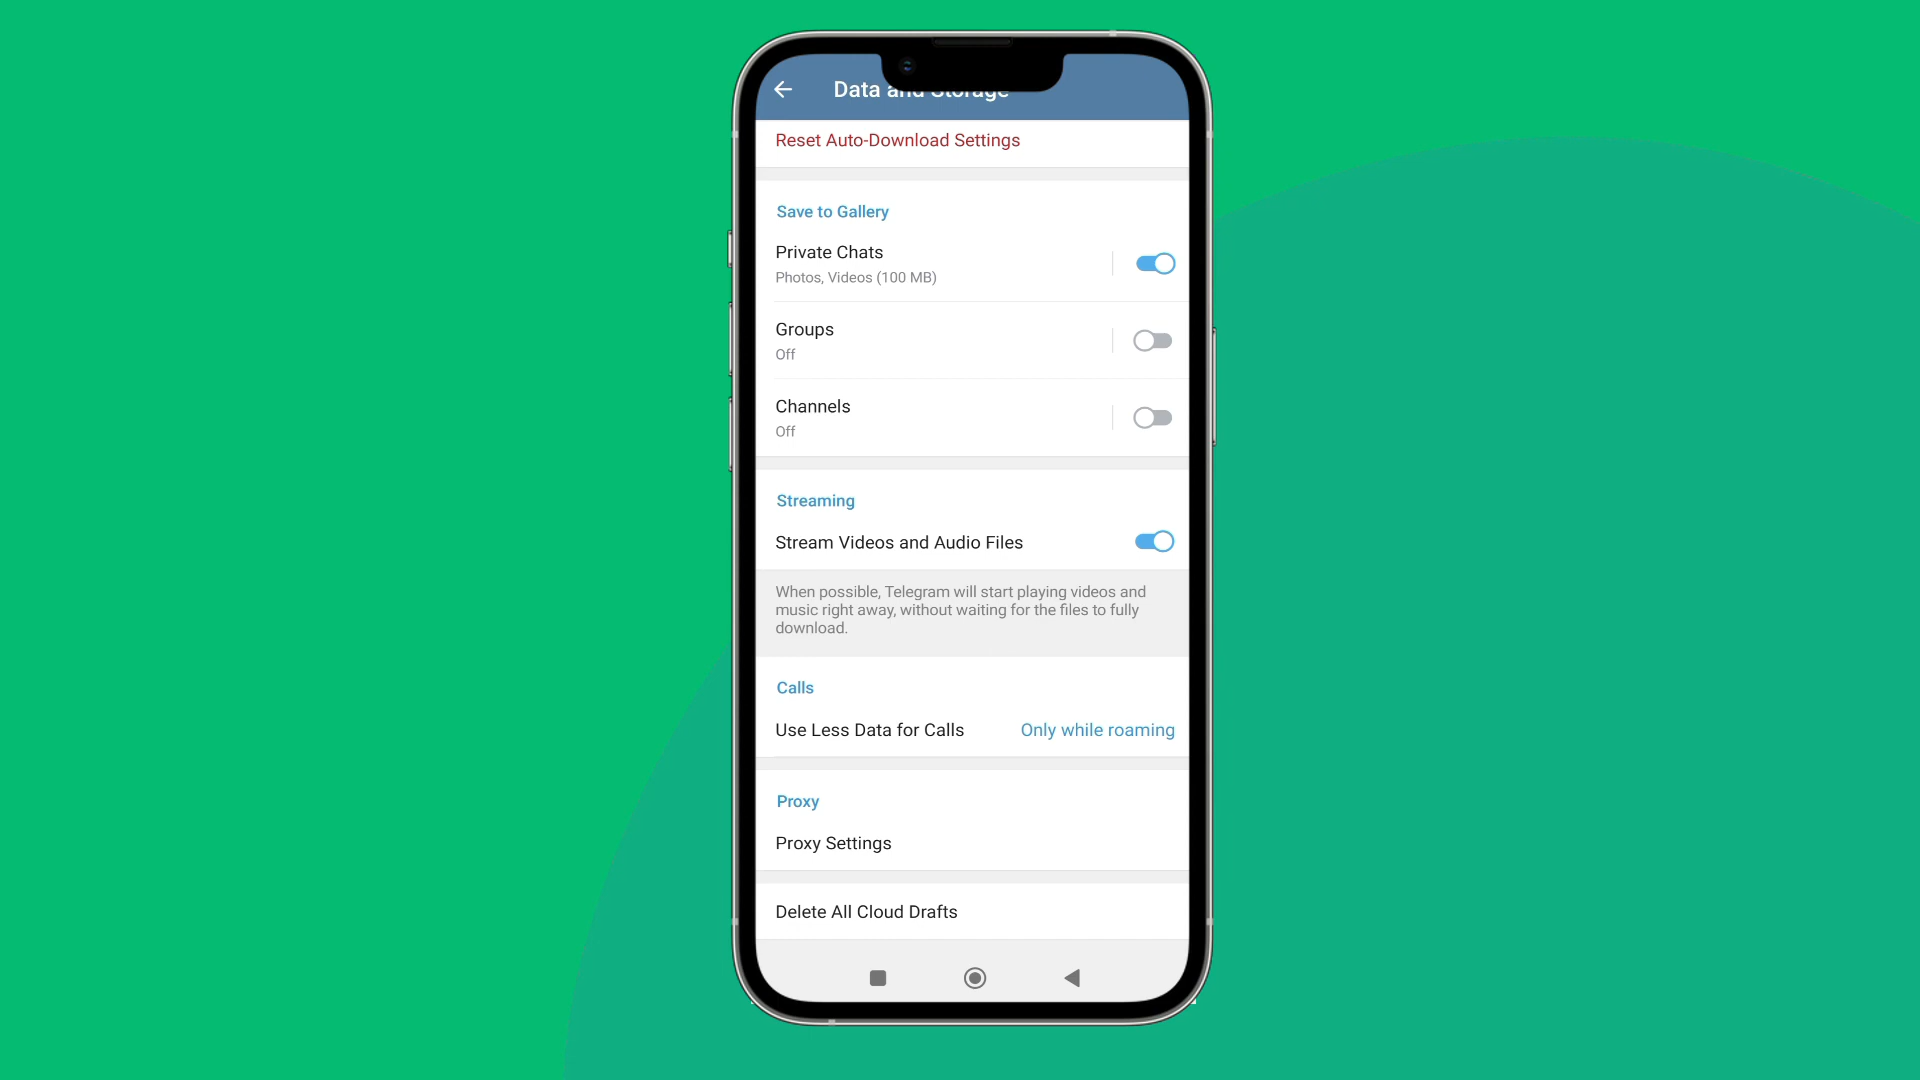 Data and Storage
Reset Auto-Download Settings
Save to Gallery
Private Chats
Photos, Videos (100 MB)
Groups
Off
Channels
Off
Streaming
Stream Videos and Audio Files
When possible, Telegram will start playing videos and
music right away, without waiting for the files to fully
download.
Calls
Use Less Data for Calls Only while roaming
Proxy
Proxy Settings
Delete All Cloud Drafts